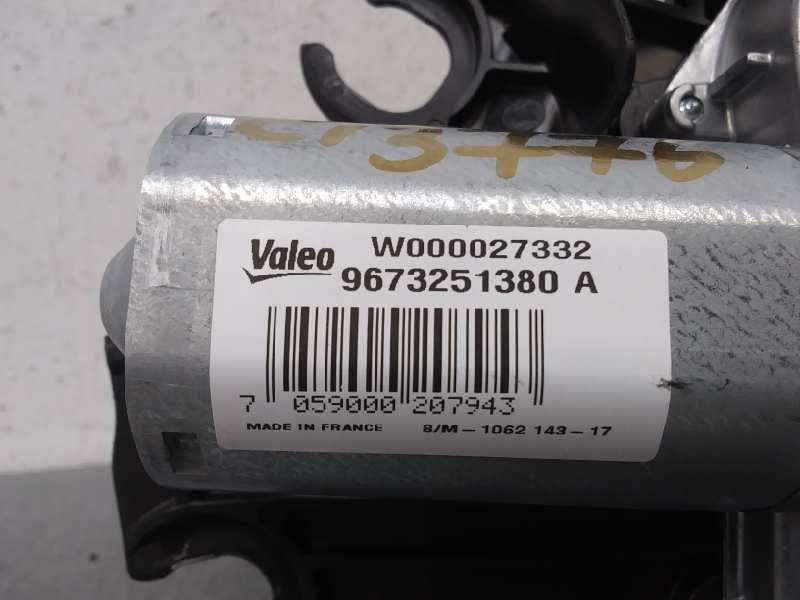 Valeo W000027332
9673251380 A
7 059000 207943
MADE IN FRANCE 8/M-1062 143-17